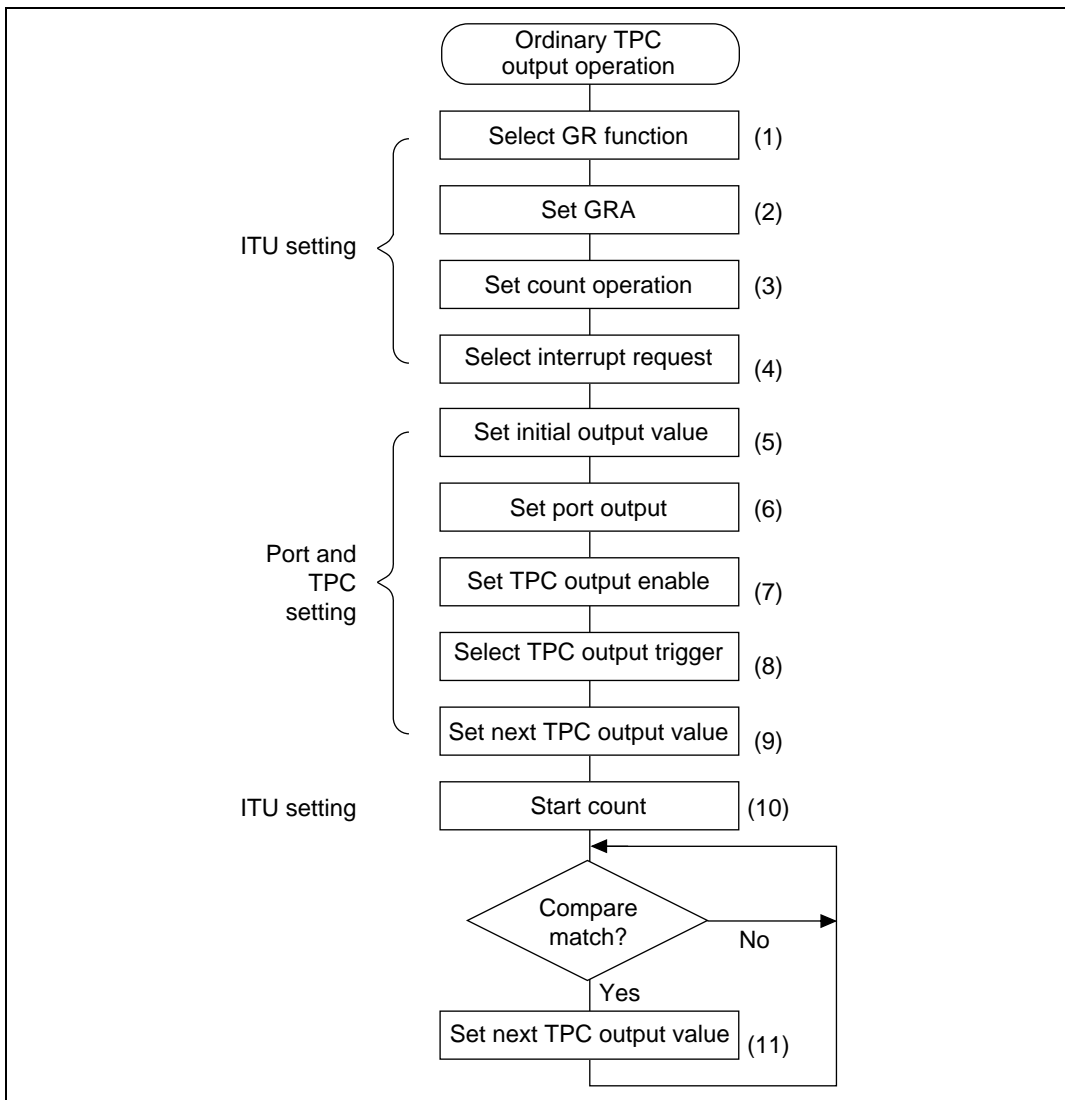 Ordinary TPC
output operation
Select GR function (1)
Set GRA (2)
ITU setting
Set count operation (3)
Select interrupt request (4)
Set initial output value (5)
Set port output (6)
Port and
TPC
setting
Set TPC output enable (7)
Select TPC output trigger (8)
Set next TPC output value (9)
ITU setting
Start count (10)
Compare
match?
No
Yes
Set next TPC output value (11)